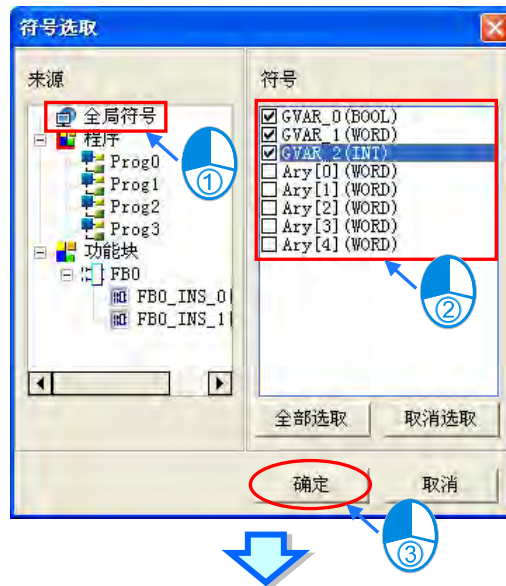 符号选取
来源
符号
全局符号
程序
Prog0
Prog1
Prog2
Prog3
功能块
FB0
FB0_INS_0
FB0_INS_1
①
GVAR_0(BOOL)
GVAR_1(WORD)
GVAR_2(INT)
Ary[0](WORD)
Ary[1](WORD)
Ary[2](WORD)
Ary[3](WORD)
Ary[4](WORD)
②
全部选取
取消选取
确定
取消
③